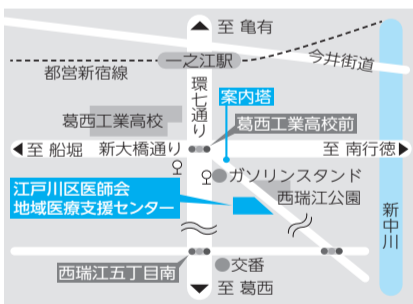 至 亀有
一之江駅
今井街道
都営新宿線
環七通り
案内塔
葛西工業高校
葛西工業高校前
至 船堀
新大橋通り
至 南行徳
ガソリンスタンド
江戸川区医師会
地域医療支援センター
西瑞江公園
新中川
西瑞江五丁目南
交番
至 葛西